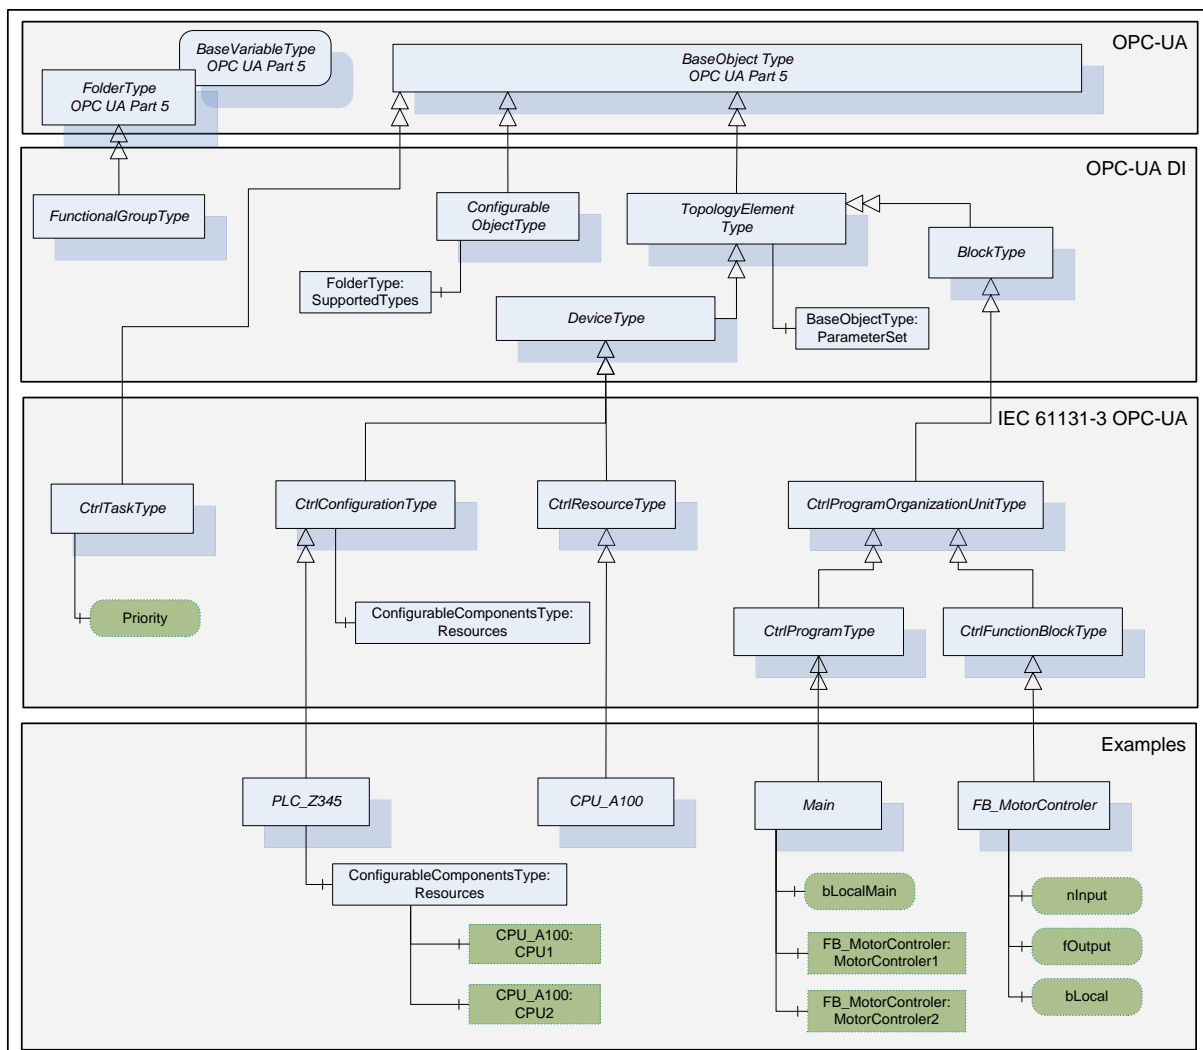 OPC-UA
BaseVariableType
OPC UA Part 5
FolderType
OPC UA Part 5
BaseObject Type
OPC UA Part 5
OPC-UA DI
FunctionalGroupType
Configurable
ObjectType
TopologyElement
Type
BlockType
FolderType:
SupportedTypes
DeviceType
BaseObjectType:
ParameterSet
IEC 61131-3 OPC-UA
CtrlTaskType
CtrlConfigurationType
CtrlResourceType
CtrlProgramOrganizationUnitType
Priority
ConfigurableComponentsType:
Resources
CtrlProgramType
CtrlFunctionBlockType
Examples
PLC_Z345
CPU_A100
Main
FB_MotorControler
ConfigurableComponentsType:
Resources
bLocalMain
nInput
CPU_A100:
CPU1
FB_MotorControler:
MotorControler1
fOutput
CPU_A100:
CPU2
FB_MotorControler:
MotorControler2
bLocal